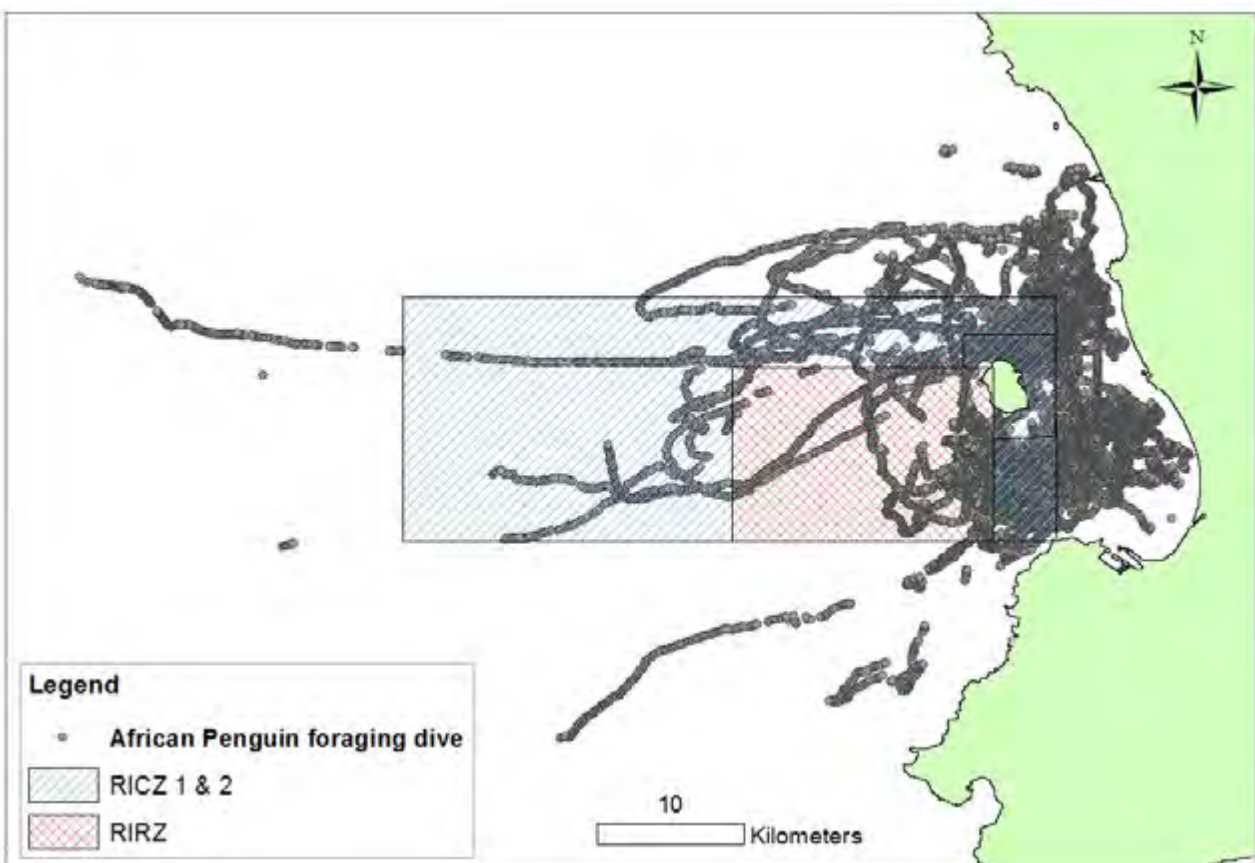 N
Legend
African Penguin foraging dive
RICZ 1 & 2
RIRZ
10
Kilometers